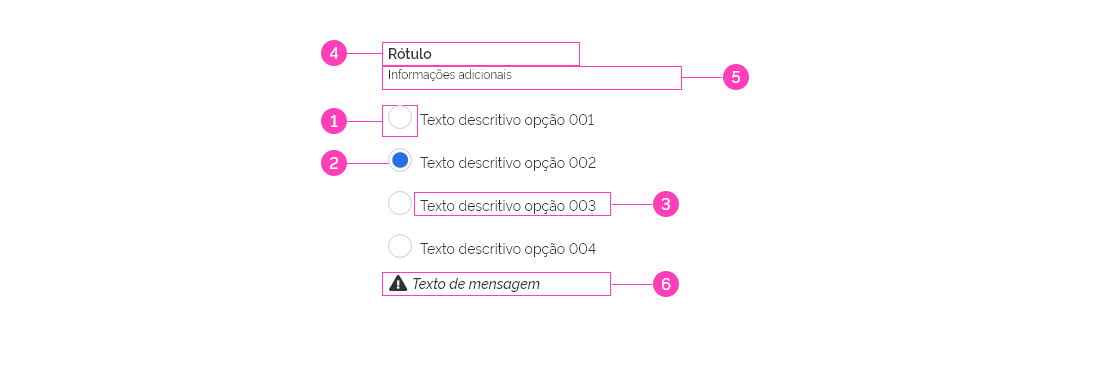 4 Rótulo
Informações adicionais 5
1 Texto descritivo opção 001
2 Texto descritivo opção 002
Texto descritivo opção 003 3
Texto descritivo opção 004
Texto de mensagem 6